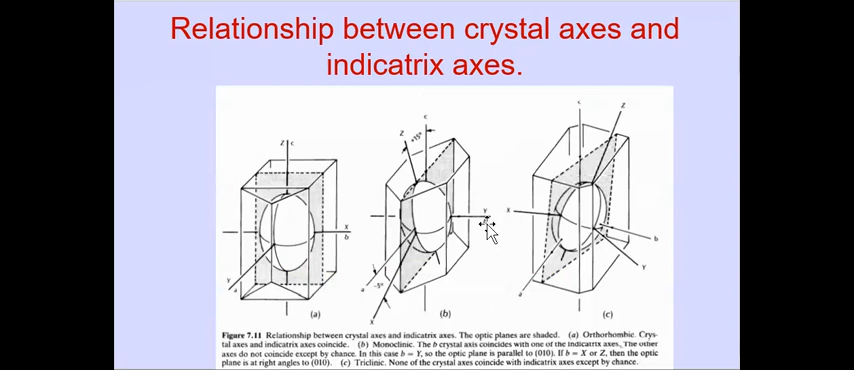 Relationship between crystal axes and
indicatrix axes.
Z c
X
b
Y
a
(a)
c
Z
+15°
Y
a
-5°
X
(b)
c
Z
X
b
Y
a
(c)
Figure 7.11 Relationship between crystal axes and indicatrix axes. The optic planes are shaded. (a) Orthorhombic. Crys-
tal axes and indicatrix axes coincide. (b) Monoclinic. The b crystal axis coincides with one of the indicatrix axes. The other
axes do not coincide except by chance. In this case b = Y, so the optic plane is parallel to (010). If b = X or Z, then the optic
plane is at right angles to (010). (c) Triclinic. None of the crystal axes coincide with indicatrix axes except by chance.